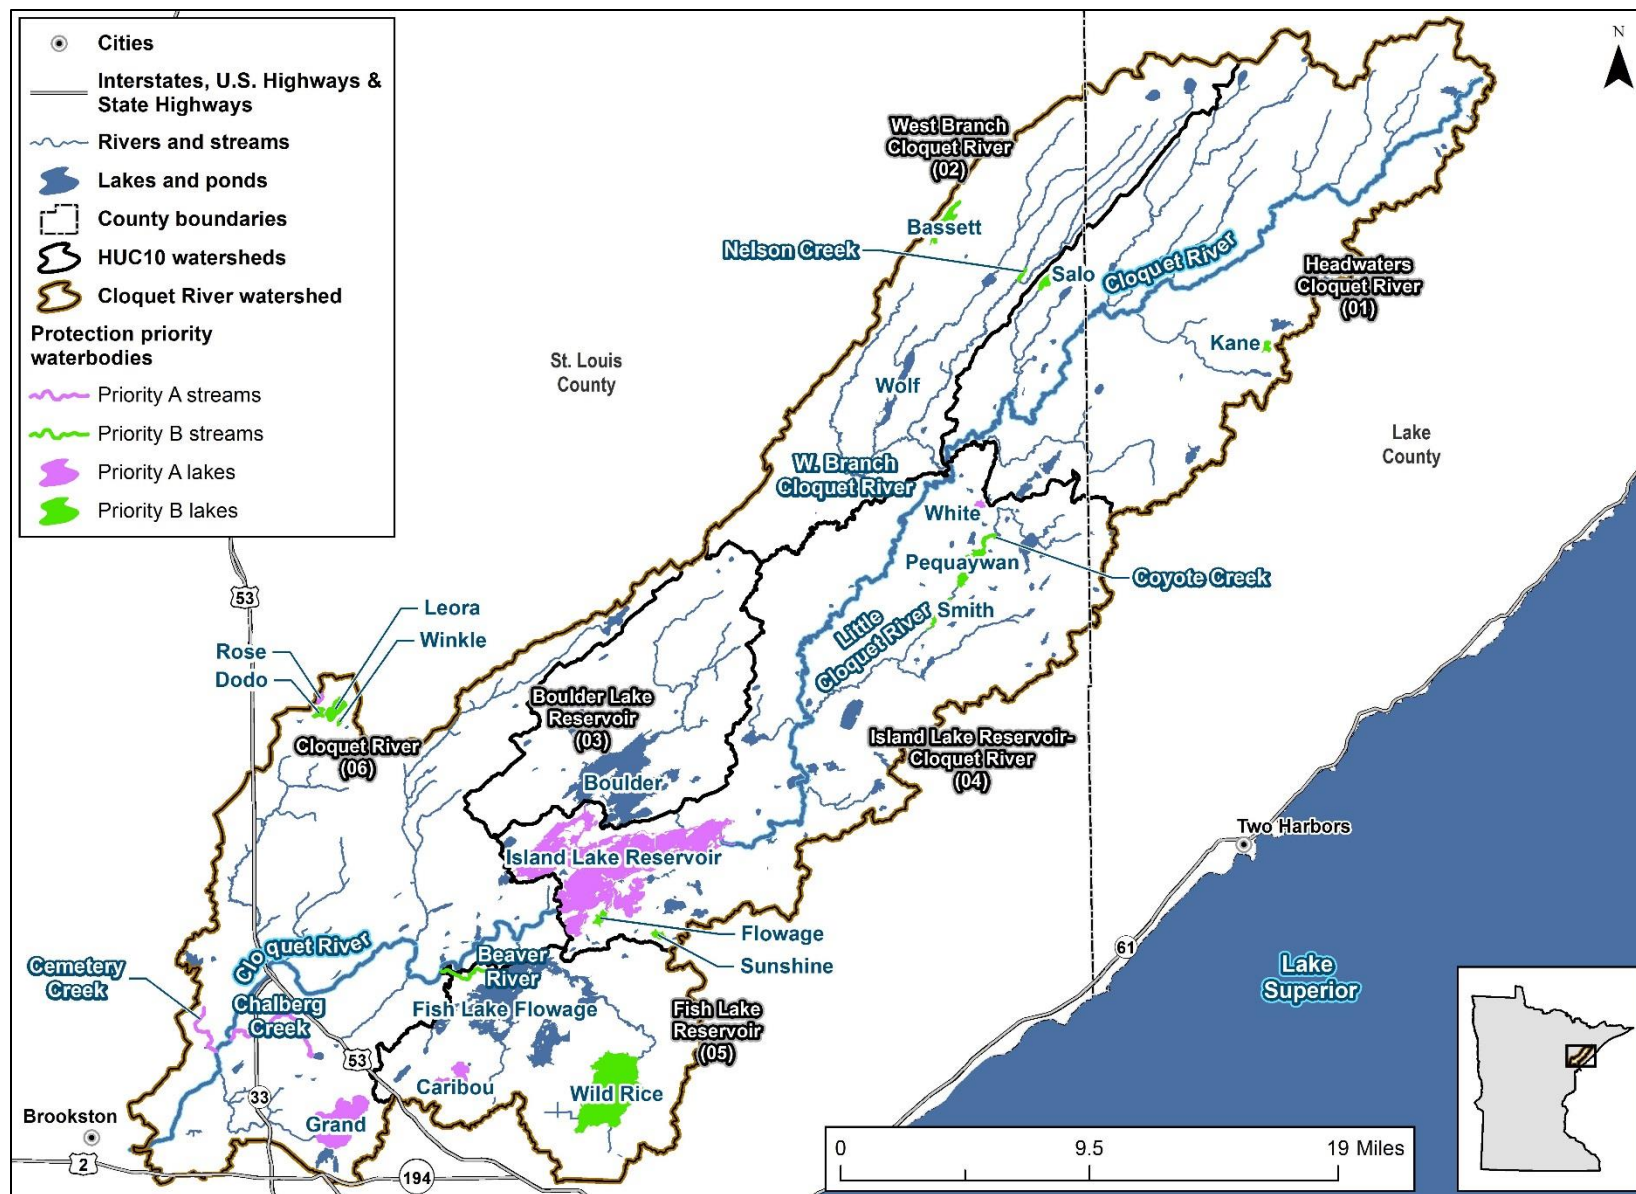 Cities
Interstates, U.S. Highways &
State Highways
Rivers and streams
Lakes and ponds
County boundaries
HUC10 watersheds
Cloquet River watershed
Protection priority
waterbodies
Priority A streams
Priority B streams
Priority A lakes
Priority B lakes
N
West Branch
Cloquet River
(02)
Bassett
Nelson Creek
Salo
Cloquet River
Headwaters
Cloquet River
(01)
Kane
St. Louis
County
Wolf
Lake
County
W. Branch
Cloquet River
White
Pequaywan
Coyote Creek
Smith
Little
Cloquet River
53
Leora
Winkle
Rose
Dodo
Cloquet River
(06)
Boulder Lake
Reservoir
(03)
Boulder
Island Lake Reservoir-
Cloquet River
(04)
Two Harbors
Island Lake Reservoir
Flowage
Sunshine
61
Cloquet River
Beaver
River
Cemetery
Creek
Chalberg
Creek
Fish Lake Flowage
Fish Lake
Reservoir
(05)
Lake
Superior
53
Caribou
Wild Rice
33
Grand
Brookston
2
194
0
9.5
19 Miles